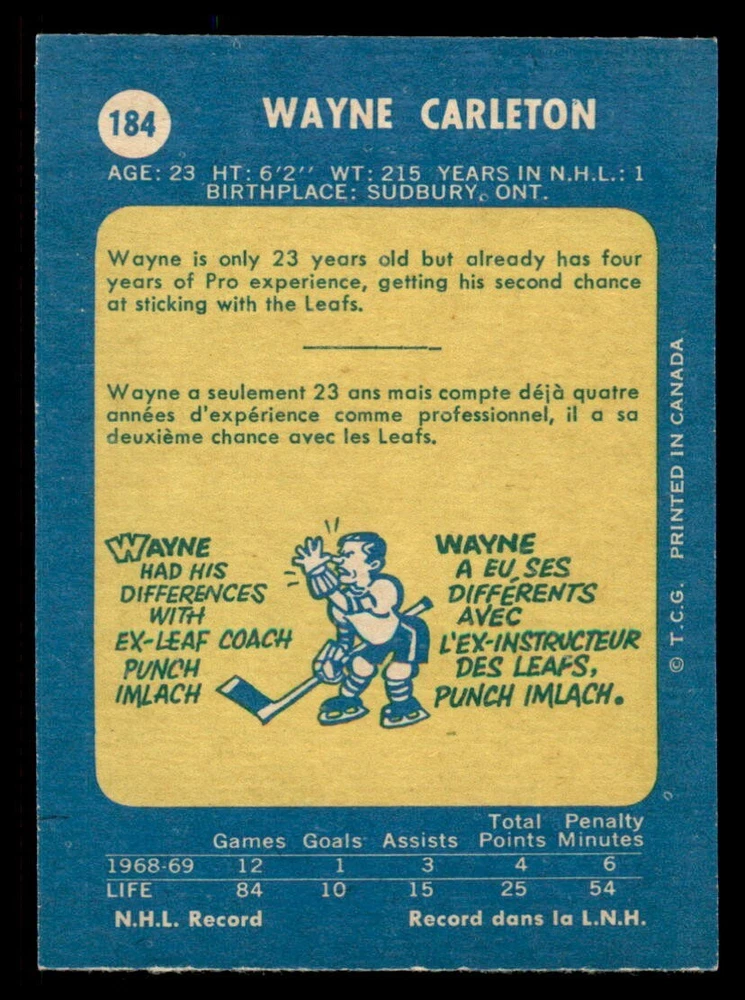 184
WAYNE CARLETON
AGE: 23 HT: 6'2'' WT: 215 YEARS IN N.H.L.: 1
BIRTHPLACE: SUDBURY, ONT.
Wayne is only 23 years old but already has four
years of Pro experience, getting his second chance
at sticking with the Leafs.
Wayne a seulement 23 ans mais compte déjà quatre
années d'expérience comme professionnel, il a sa
deuxième chance avec les Leafs.
WAYNE
HAD HIS
DIFFERENCES
WITH
EX-LEAF COACH
PUNCH
IMLACH
WAYNE
A EU SES
DIFFÉRENTS
AVEC
L'EX-INSTRUCTEUR
DES LEAFS,
PUNCH IMLACH.
© T.C.G. PRINTED IN CANADA
Games Goals Assists Total Points Penalty Minutes
1968-69 12 1 3 4 6
LIFE 84 10 15 25 54
N.H.L. Record Record dans la L.N.H.